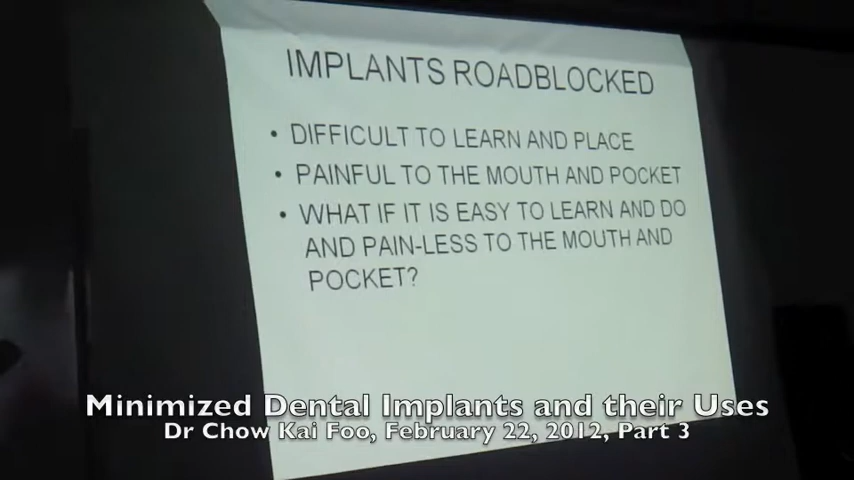 IMPLANTS ROADBLOCKED
• DIFFICULT TO LEARN AND PLACE
• PAINFUL TO THE MOUTH AND POCKET
• WHAT IF IT IS EASY TO LEARN AND DO
AND PAIN-LESS TO THE MOUTH AND
POCKET?
Minimized Dental Implants and their Uses
Dr Chow Kai Foo, February 22, 2012, Part 3